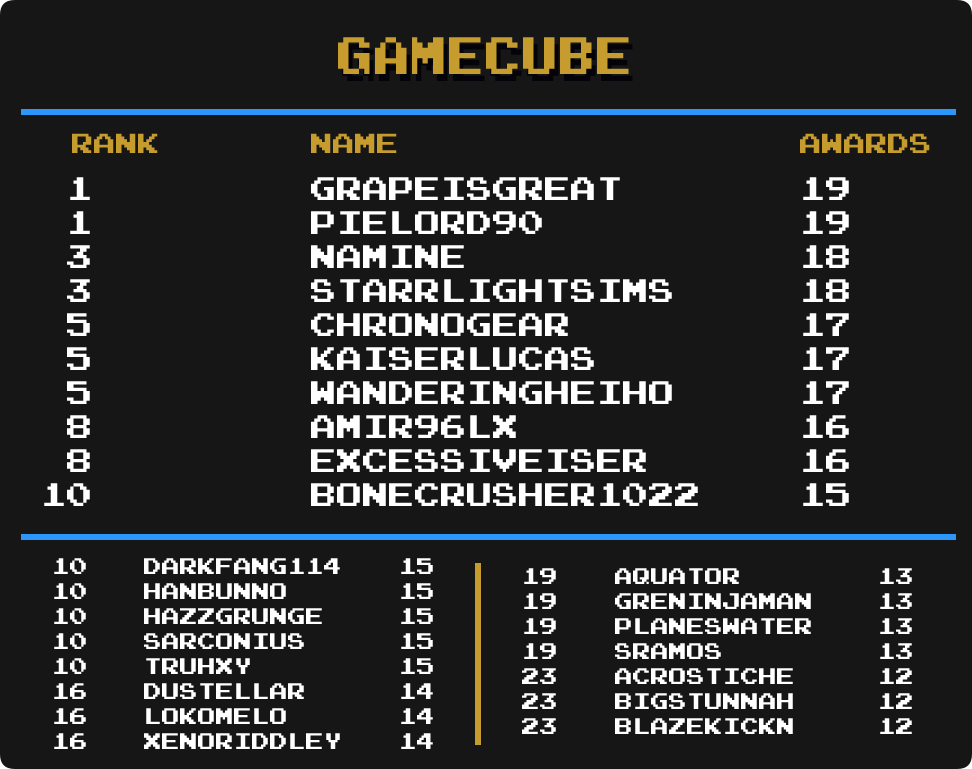 GAMECUBE
RANK NAME AWARDS
1 GRAPEISGREAT 19
1 PIELORD90 19
3 NAMINE 18
3 STARRLIGHTSIMS 18
5 CHRONOGEAR 17
5 KAISERLUCAS 17
5 WANDERINGHEIHO 17
8 AMIR96LX 16
8 EXCESSIVEISER 16
10 BONECRUSHER1022 15
10 DARKFANG114 15
10 HANBUNNO 15
10 HAZZGRUNGE 15
10 SARCONIUS 15
10 TRUHXY 15
16 DUSTELLAR 14
16 LOKOMELO 14
16 XENORIDDLEY 14
19 AQUATOR 13
19 GRENINJAMAN 13
19 PLANESWATER 13
19 SRAMOS 13
23 ACROSTICHE 12
23 BIGSTUNNAH 12
23 BLAZEKICKN 12